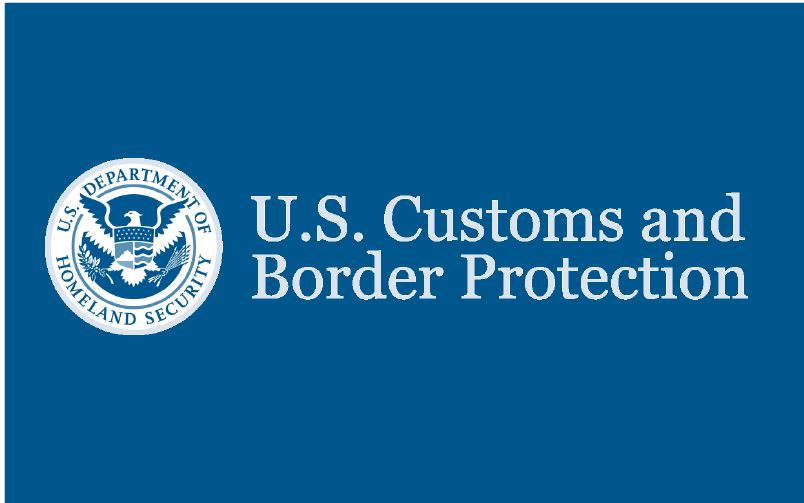 U.S. DEPARTMENT OF
HOMELAND SECURITY
U.S. Customs and
Border Protection